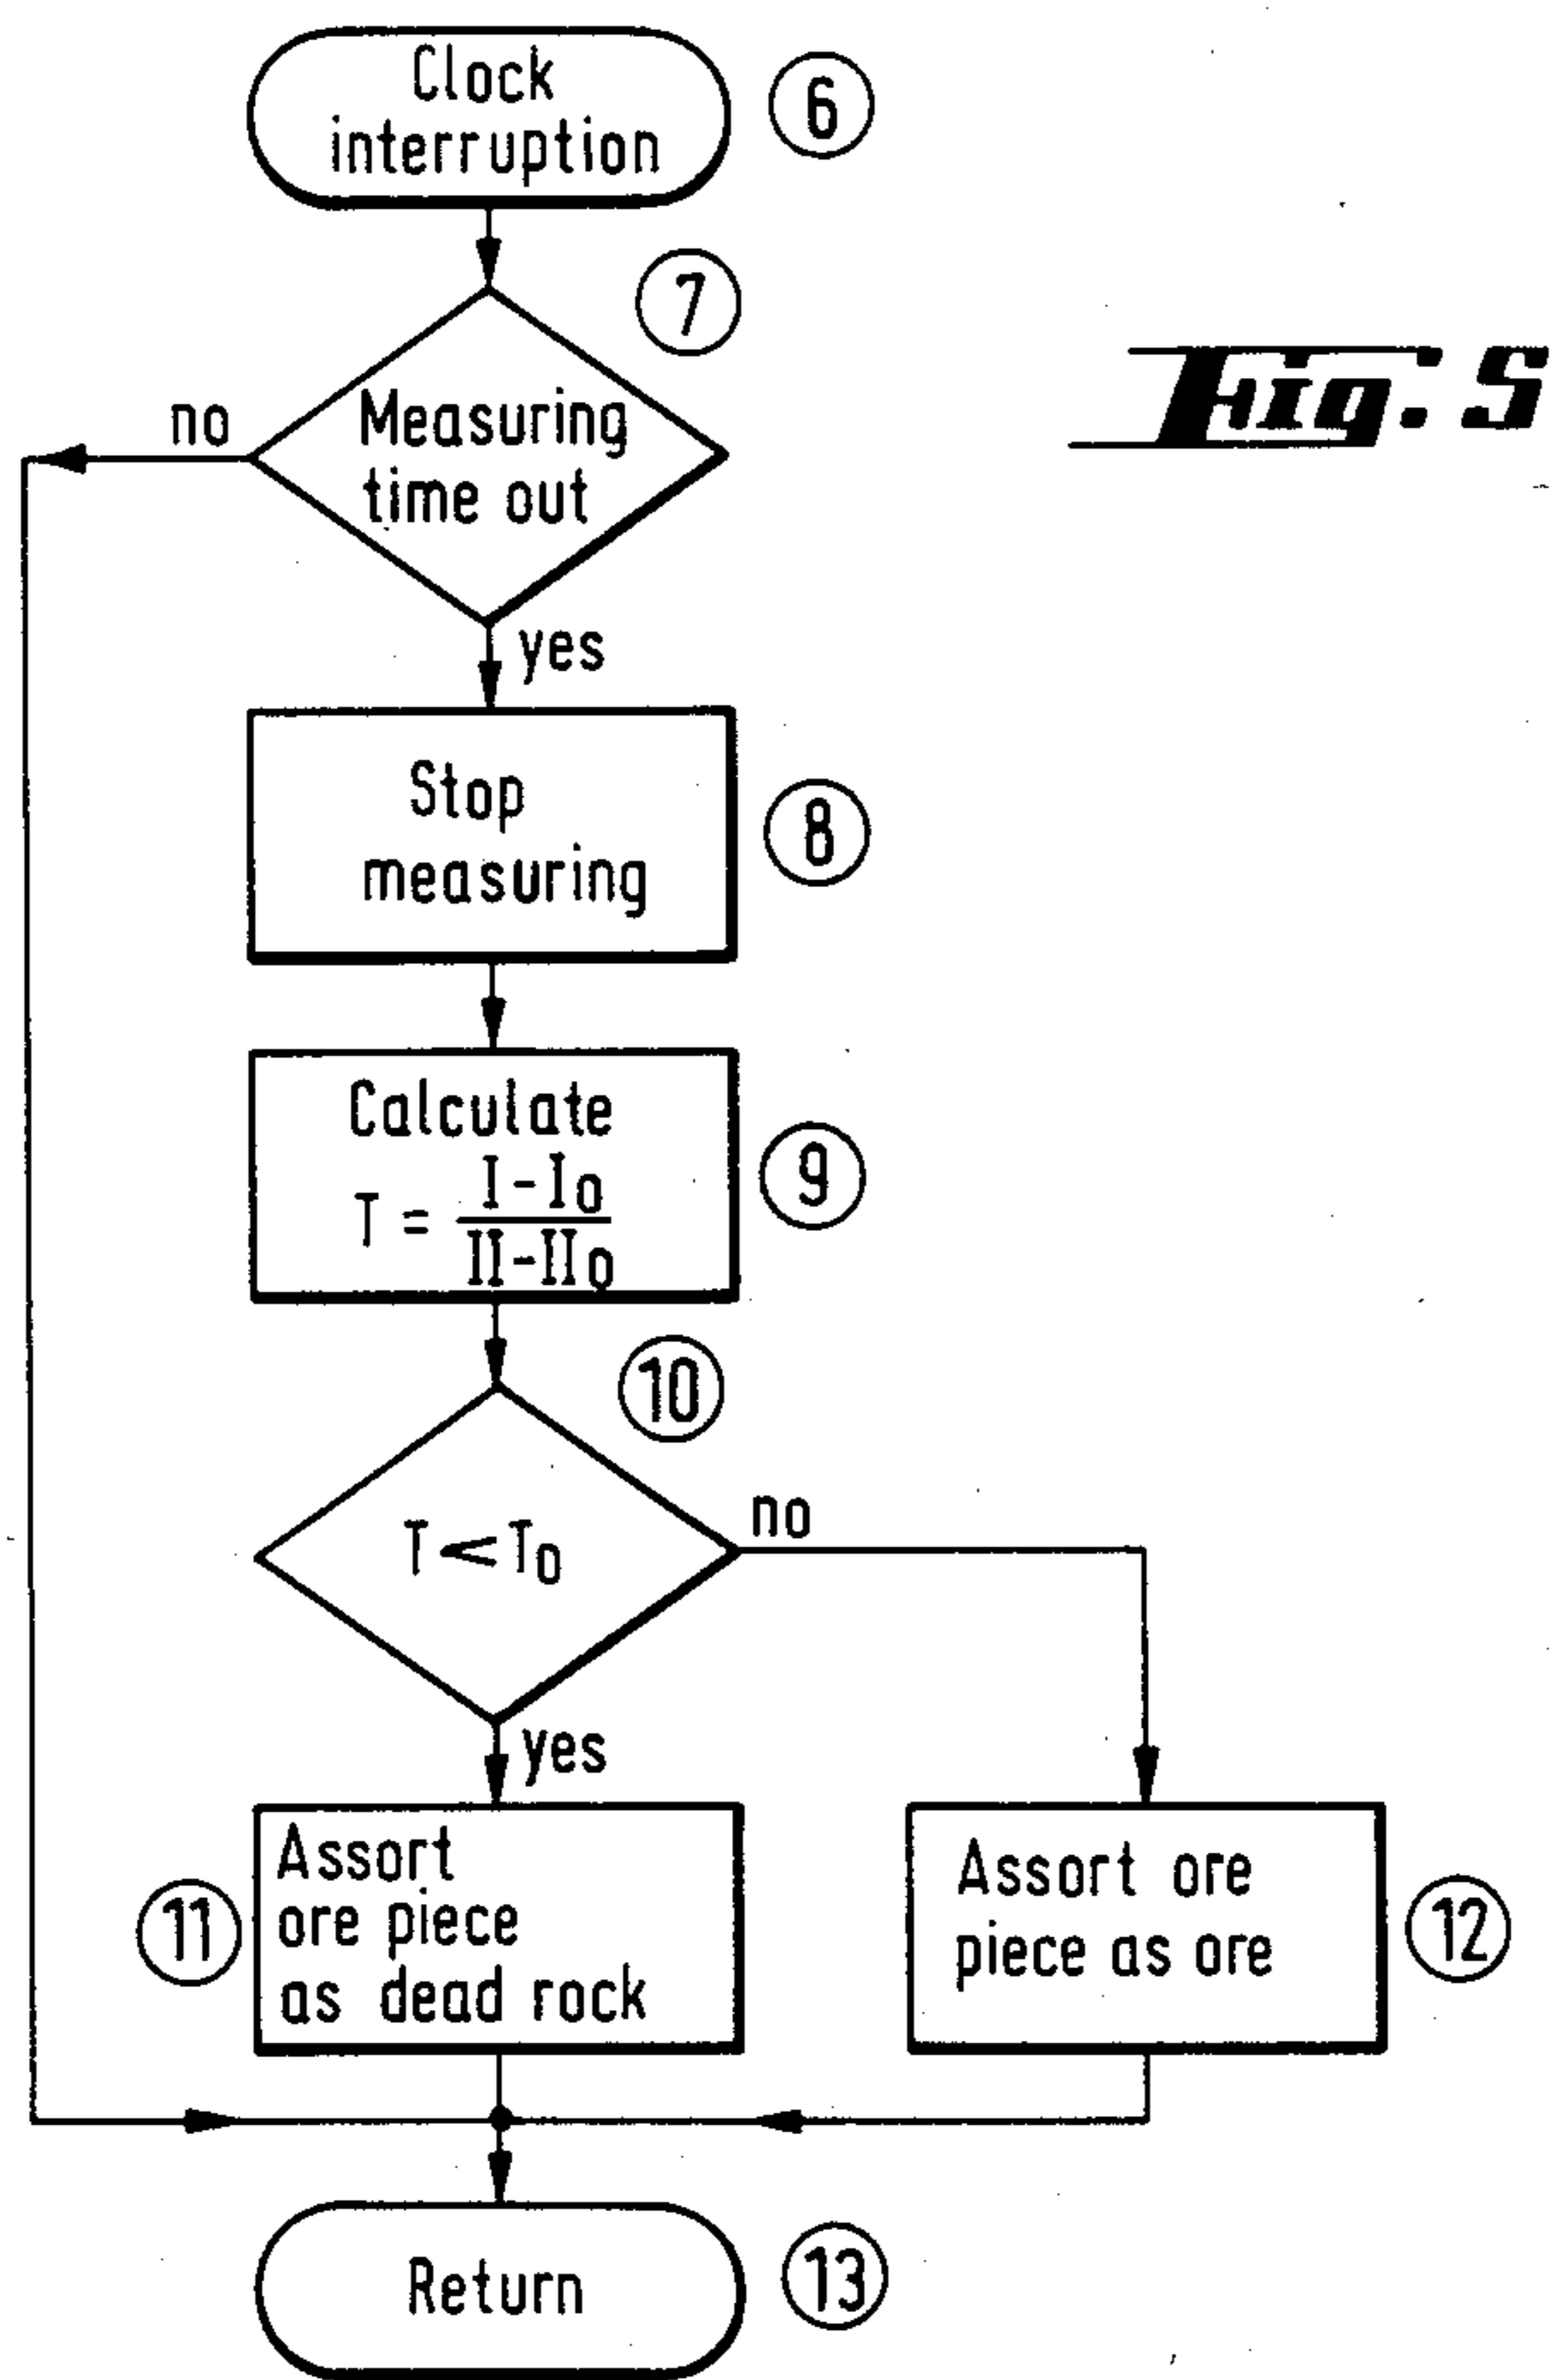 Clock
interruption
6
7
Fig. 5
no
Measuring
time out
yes
Stop
measuring
8
Calculate
T = I - I0 / II - II0
9
10
T < T0
no
yes
Assort
ore piece
as dead rock
11
Assort ore
piece as ore
12
Return
13